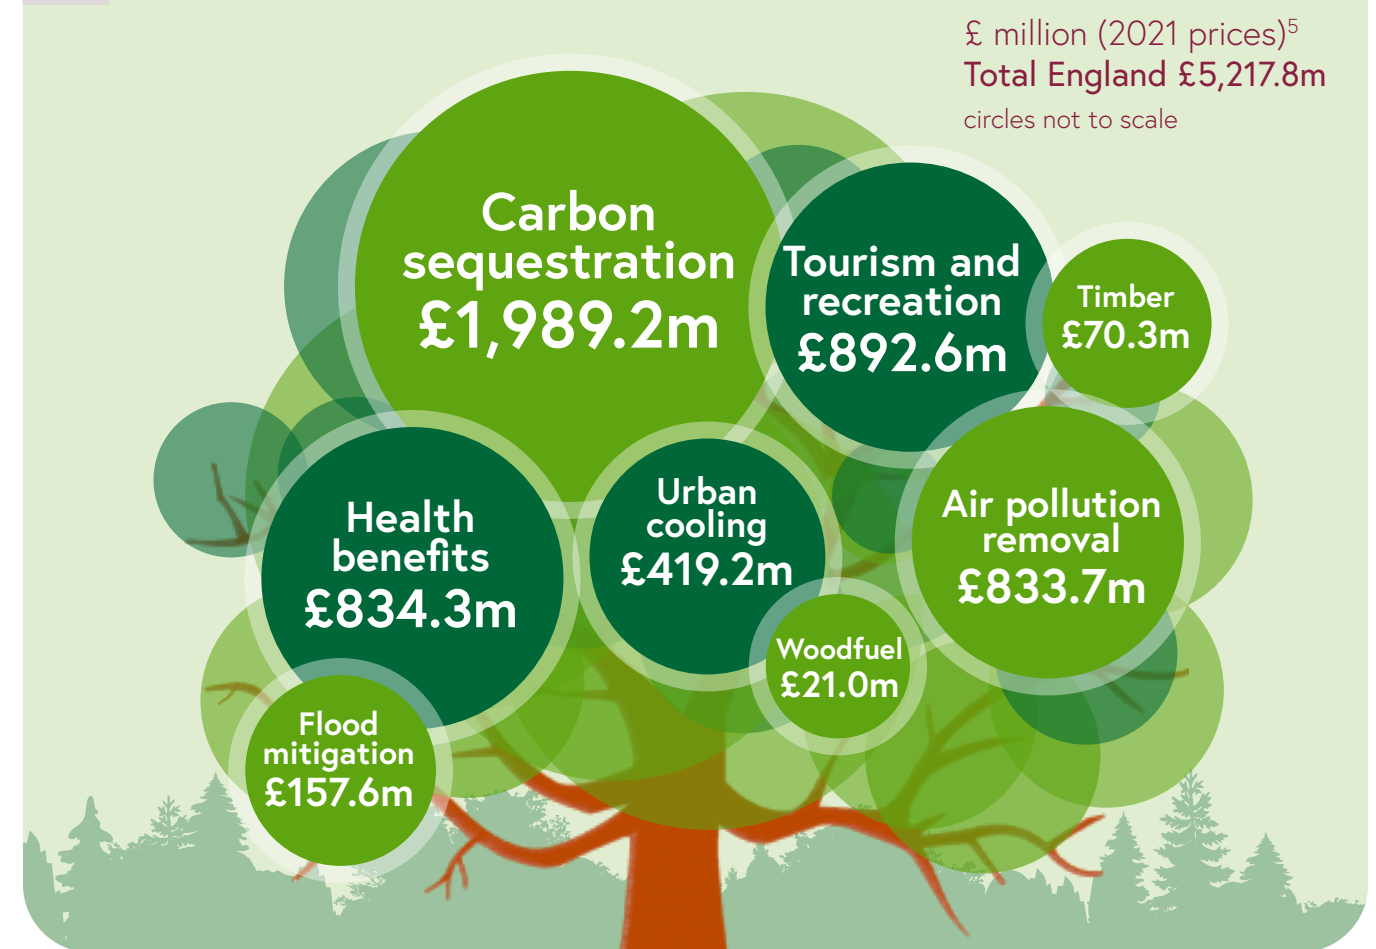 £ million (2021 prices)⁵
Total England £5,217.8m
circles not to scale
Carbon
sequestration
£1,989.2m
Tourism and
recreation
£892.6m
Timber
£70.3m
Health
benefits
£834.3m
Urban
cooling
£419.2m
Air pollution
removal
£833.7m
Woodfuel
£21.0m
Flood
mitigation
£157.6m